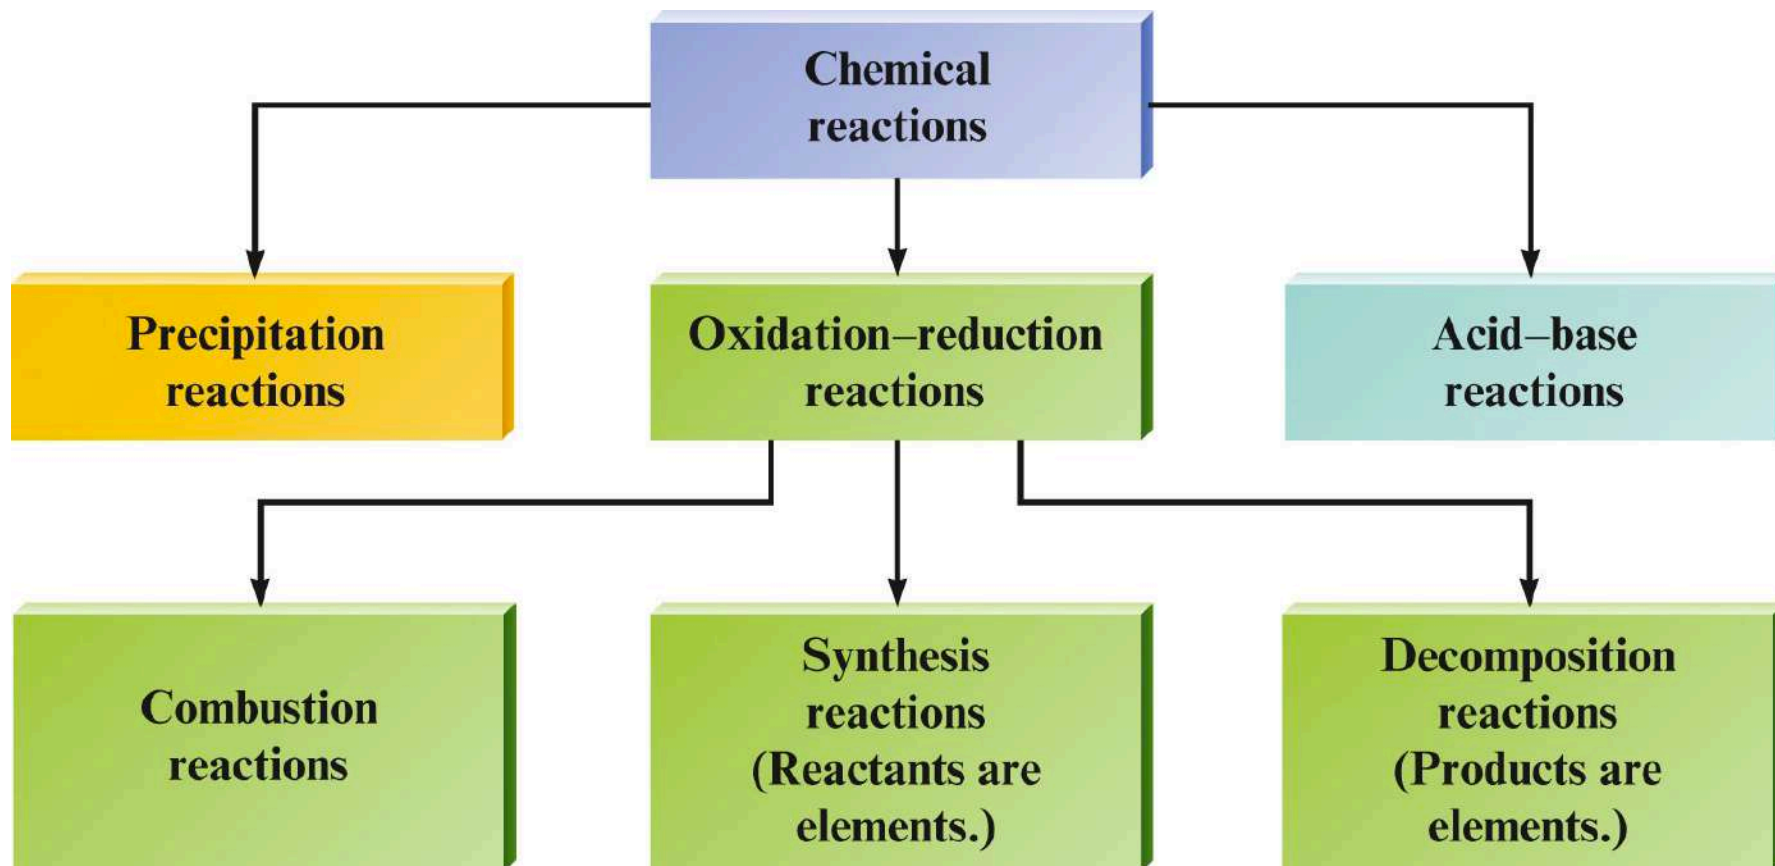 Chemical
reactions
Precipitation
reactions
Oxidation–reduction
reactions
Acid–base
reactions
Combustion
reactions
Synthesis
reactions
(Reactants are
elements.)
Decomposition
reactions
(Products are
elements.)